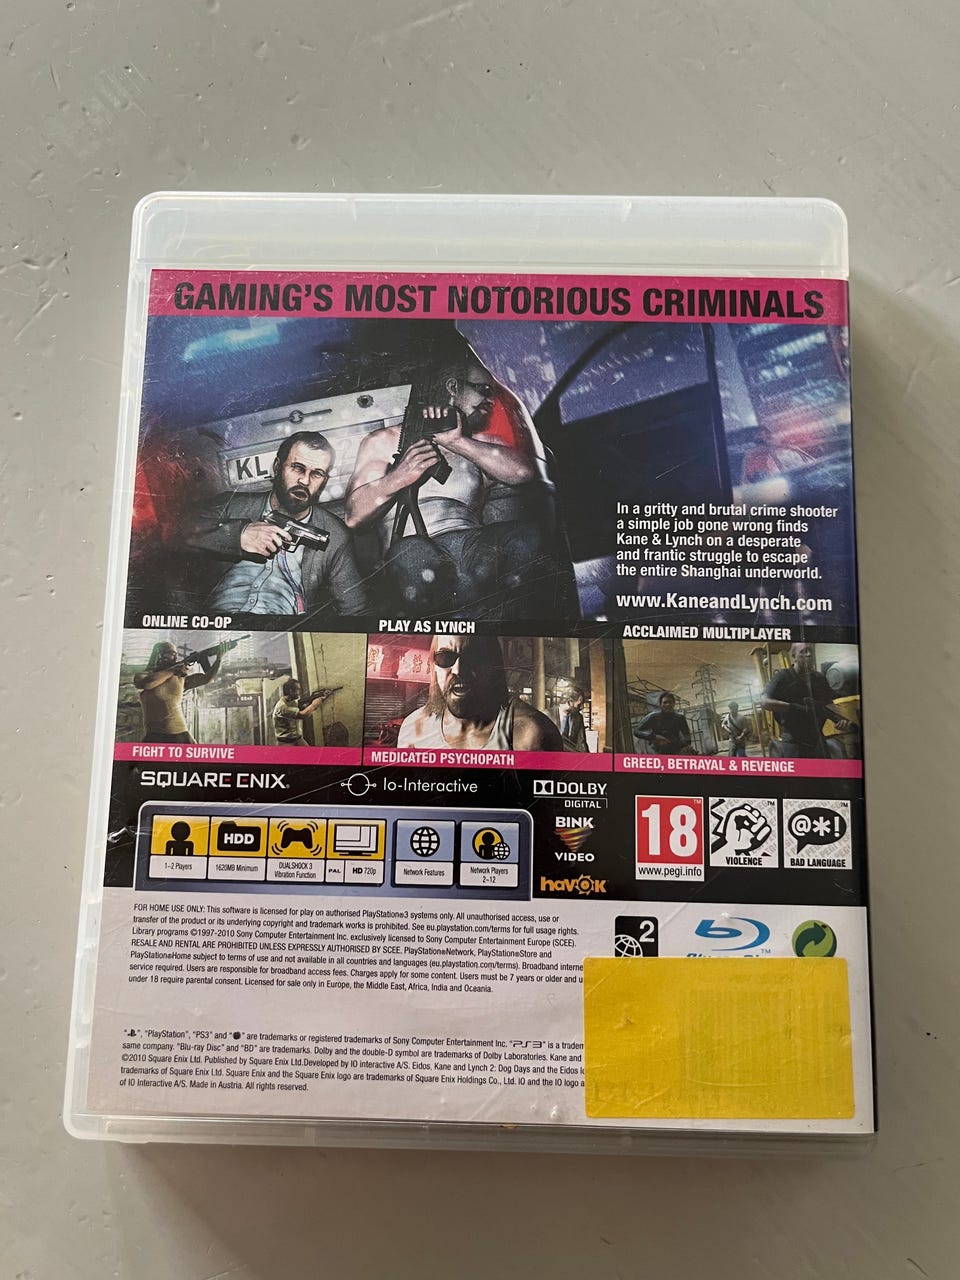 GAMING'S MOST NOTORIOUS CRIMINALS
KL
In a gritty and brutal crime shooter
a simple job gone wrong finds
Kane & Lynch on a desperate
and frantic struggle to escape
the entire Shanghai underworld.
www.KaneandLynch.com
ONLINE CO-OP
PLAY AS LYNCH
ACCLAIMED MULTIPLAYER
FIGHT TO SURVIVE
MEDICATED PSYCHOPATH
GREED, BETRAYAL & REVENGE
SQUARE ENIX.
Io-Interactive
DOLBY
DIGITAL
BINK
VIDEO
havok
18
www.pegi.info
VIOLENCE
@*!
BAD LANGUAGE
HDD
1-2 Players
1620MB Minimum
DUALSHOCK 3
Vibration Function
PAL HD 720p
Network Features
Network Players
2-12
FOR HOME USE ONLY: This software is licensed for play on authorised PlayStation®3 systems only. All unauthorised access, use or
transfer of the product or its underlying copyright and trademark works is prohibited. See eu.playstation.com/terms for full usage rights.
Library programs ©1997-2010 Sony Computer Entertainment Inc. exclusively licensed to Sony Computer Entertainment Europe (SCEE).
RESALE AND RENTAL ARE PROHIBITED UNLESS EXPRESSLY AUTHORISED BY SCEE. PlayStation®Network, PlayStation®Store and
PlayStation®Home subject to terms of use and not available in all countries and languages (eu.playstation.com/terms). Broadband interne
service required. Users are responsible for broadband access fees. Charges apply for some content. Users must be 7 years or older and u
under 18 require parental consent. Licensed for sale only in Europe, the Middle East, Africa, India and Oceania.
2
", "PlayStation", "PS3" and " " are trademarks or registered trademarks of Sony Computer Entertainment Inc. "PS3" is a tradem
same company. "Blu-ray Disc" and "BD" are trademarks. Dolby and the double-D symbol are trademarks of Dolby Laboratories. Kane and
©2010 Square Enix Ltd. Published by Square Enix Ltd.Developed by IO interactive A/S. Eidos, Kane and Lynch 2: Dog Days and the Eidos lo
trademarks of Square Enix Ltd. Square Enix and the Square Enix logo are trademarks of Square Enix Holdings Co., Ltd. IO and the IO logo a
of IO Interactive A/S. Made in Austria. All rights reserved.